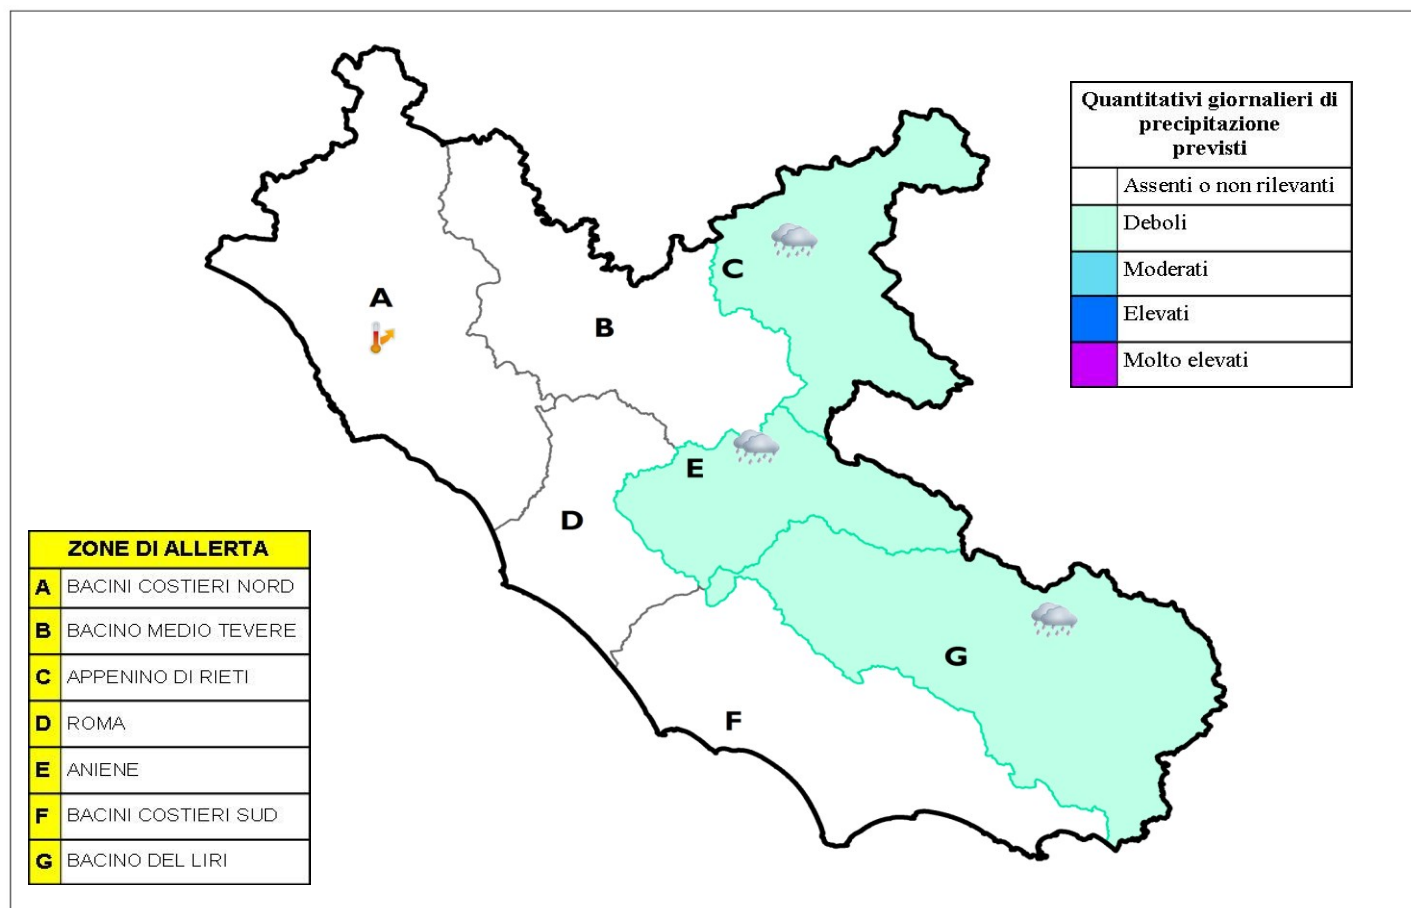 Quantitativi giornalieri di
precipitazione
previsti
Assenti o non rilevanti
Deboli
Moderati
Elevati
Molto elevati
A
B
C
E
D
G
F
ZONE DI ALLERTA
A BACINI COSTIERI NORD
B BACINO MEDIO TEVERE
C APPENINO DI RIETI
D ROMA
E ANIENE
F BACINI COSTIERI SUD
G BACINO DEL LIRI